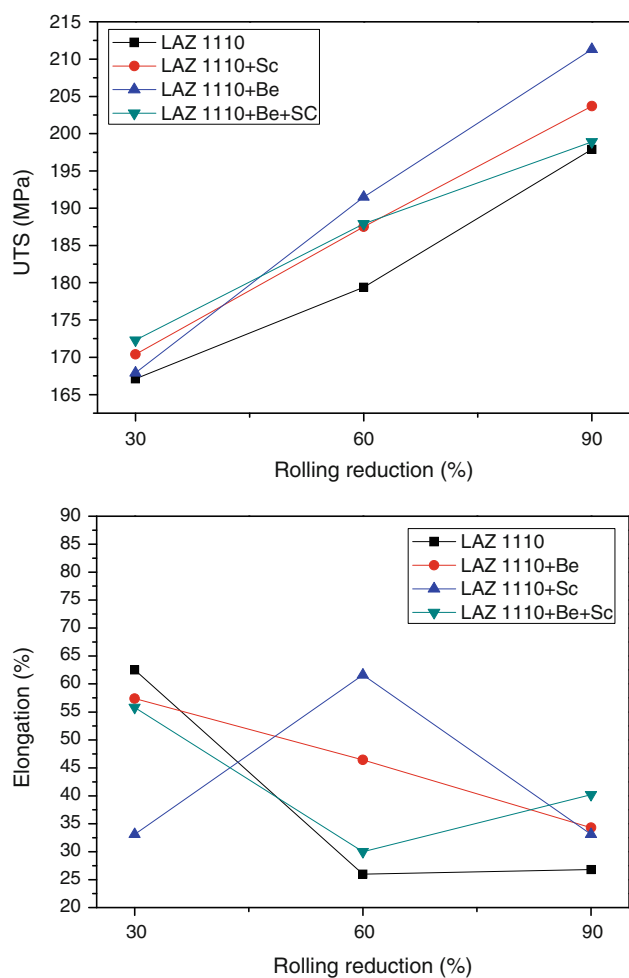 215
210
205
200
195
190
185
180
175
170
165
UTS (MPa)
LAZ 1110
LAZ 1110+Sc
LAZ 1110+Be
LAZ 1110+Be+SC
30 60 90
Rolling reduction (%)
90
85
80
75
70
65
60
55
50
45
40
35
30
25
20
Elongation (%)
LAZ 1110
LAZ 1110+Be
LAZ 1110+Sc
LAZ 1110+Be+Sc
30 60 90
Rolling reduction (%)